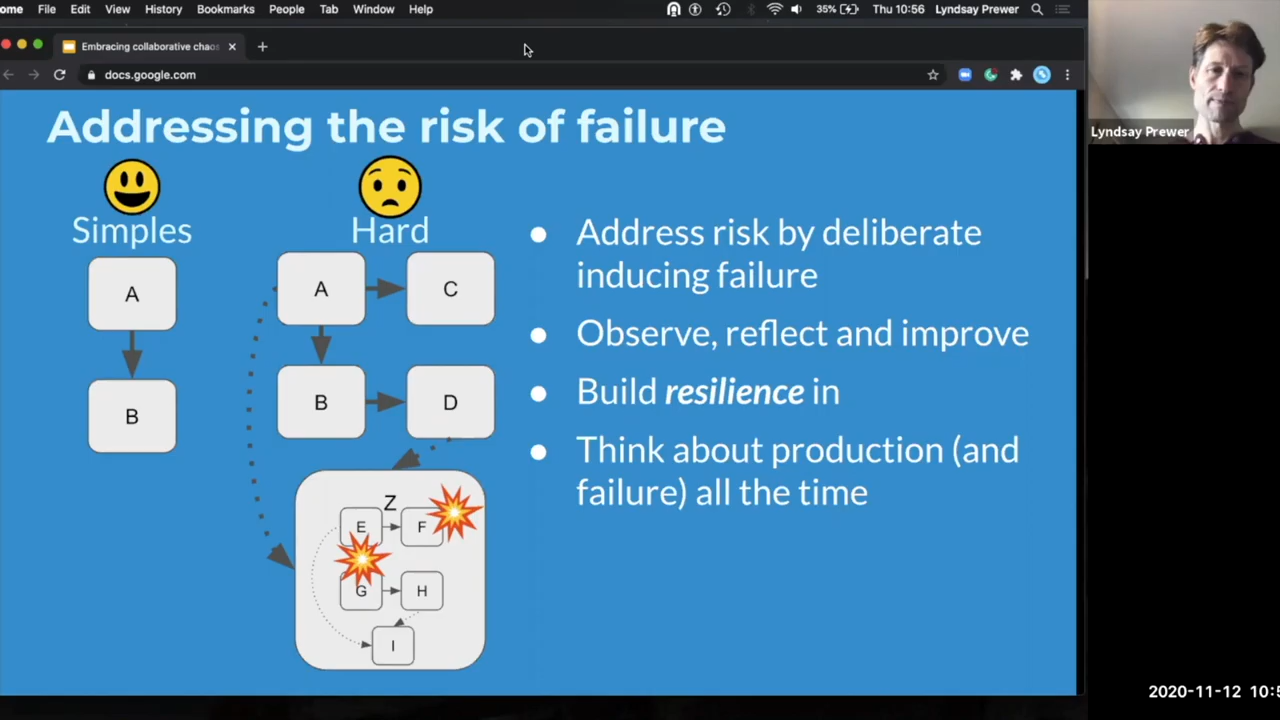 ome File Edit View History Bookmarks People Tab Window Help 35% Thu 10:56 Lyndsay Prewer
Embracing collaborative chaos
docs.google.com
Lyndsay Prewer
Addressing the risk of failure
Simples
A
B
Hard
A
C
B
D
Z
E
F
G
H
I
Address risk by deliberate
inducing failure
Observe, reflect and improve
Build resilience in
Think about production (and
failure) all the time
2020-11-12 10:5